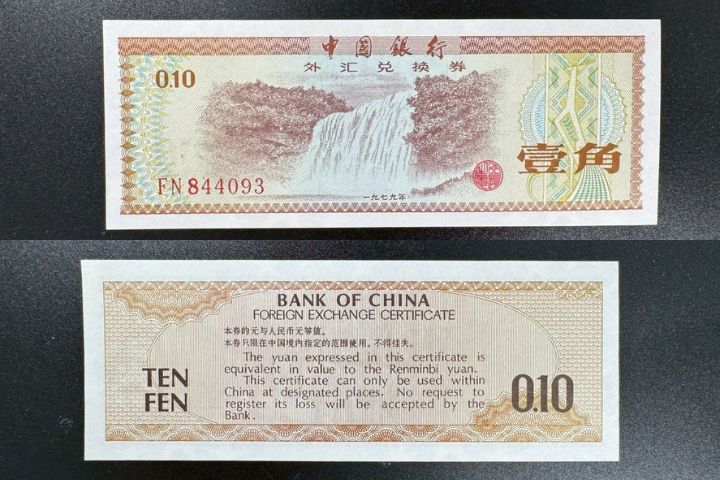 中國銀行
外汇兑换券
0.10
壹角
FN844093
一九七九年
BANK OF CHINA
FOREIGN EXCHANGE CERTIFICATE
本券的元与人民币元等值。
本券只限在中国境内指定的范围使用，不得挂失。
The yuan expressed in this certificate is
equivalent in value to the Renminbi yuan.
This certificate can only be used within
China at designated places. No request to
register its loss will be accepted by the
Bank.
TEN
FEN
0.10